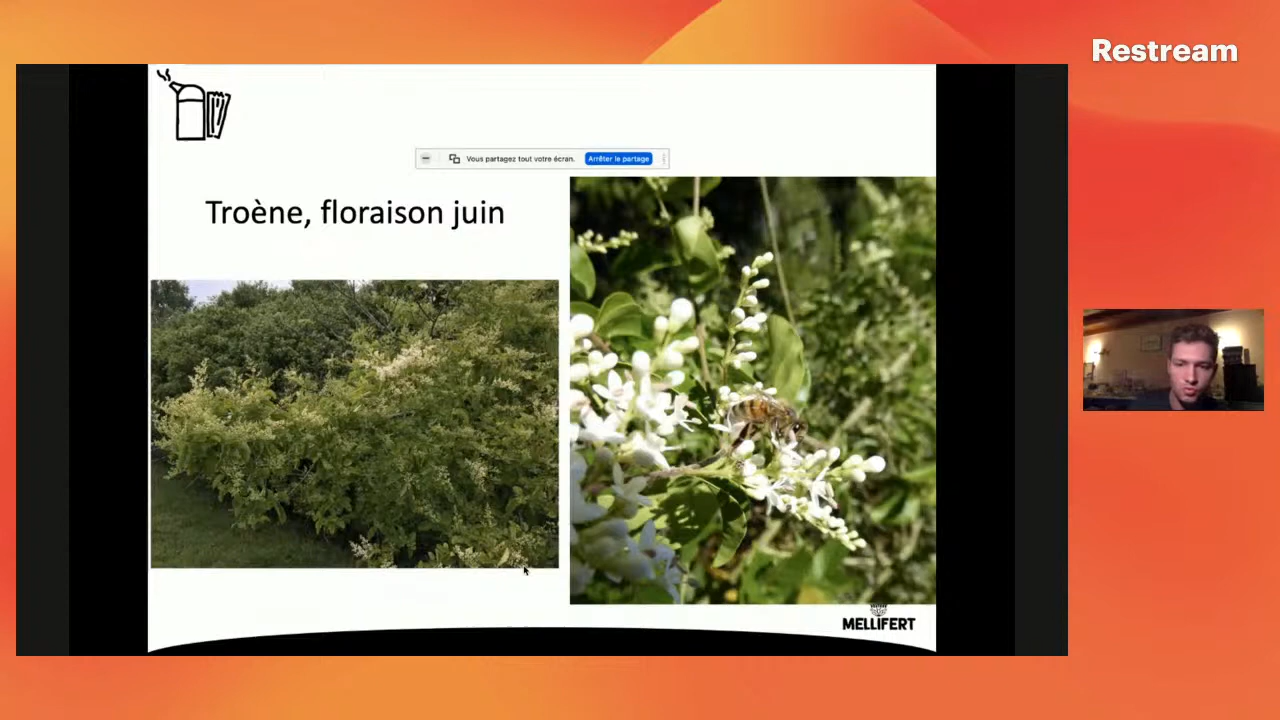 Restream
Vous partagez tout votre écran.
Arrêter le partage
Troène, floraison juin
MELLIFERT